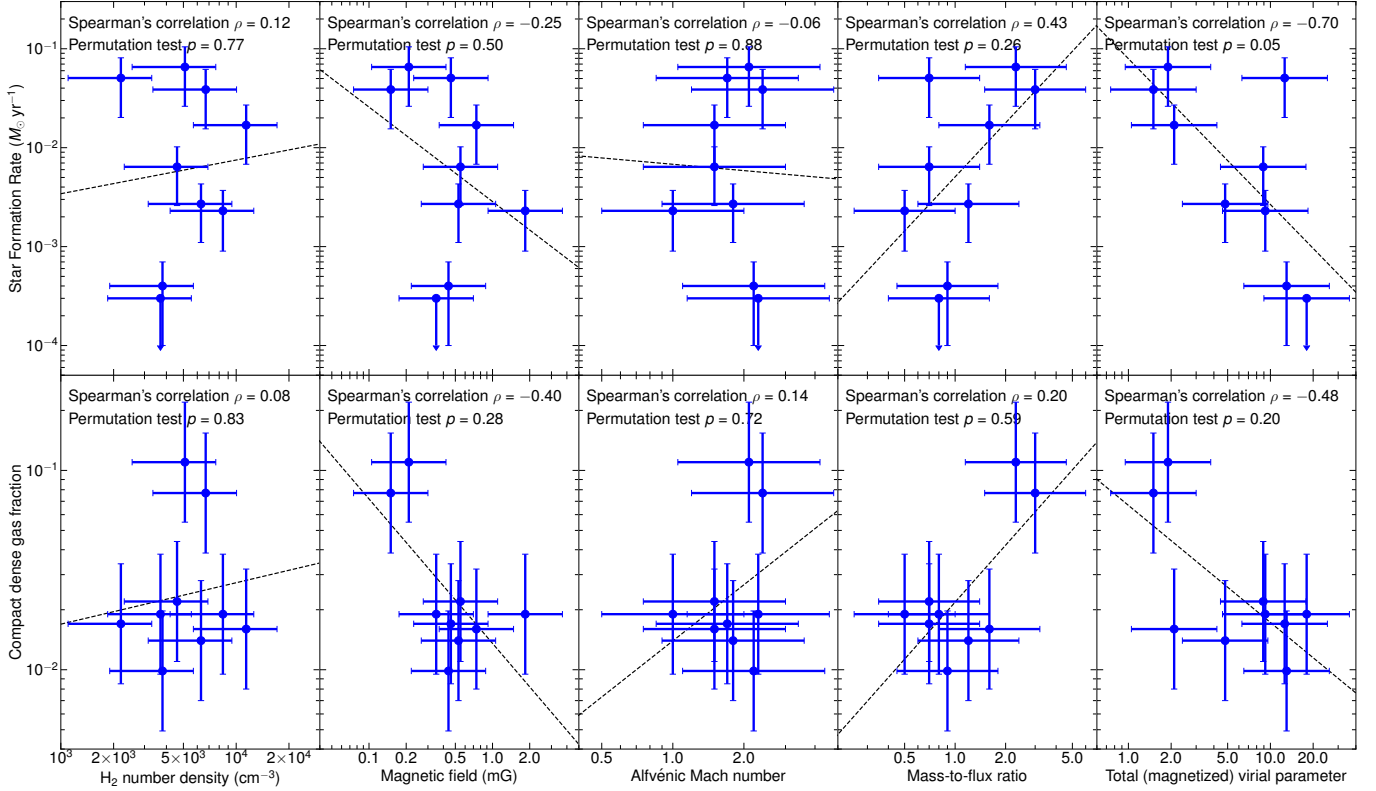 Spearman's correlation ρ = 0.12
Permutation test p = 0.77
Spearman's correlation ρ = −0.25
Permutation test p = 0.50
Spearman's correlation ρ = −0.06
Permutation test p = 0.88
Spearman's correlation ρ = 0.43
Permutation test p = 0.26
Spearman's correlation ρ = −0.70
Permutation test p = 0.05
Star Formation Rate (M⊙ yr⁻¹)
10⁻¹
10⁻²
10⁻³
10⁻⁴
Spearman's correlation ρ = 0.08
Permutation test p = 0.83
Spearman's correlation ρ = −0.40
Permutation test p = 0.28
Spearman's correlation ρ = 0.14
Permutation test p = 0.72
Spearman's correlation ρ = 0.20
Permutation test p = 0.59
Spearman's correlation ρ = −0.48
Permutation test p = 0.20
Compact dense gas fraction
10⁻¹
10⁻²
10³ 2×10³ 5×10³ 10⁴ 2×10⁴
H₂ number density (cm⁻³)
0.1 0.2 0.5 1.0 2.0
Magnetic field (mG)
0.5 1.0 2.0
Alfvénic Mach number
0.5 1.0 2.0 5.0
Mass-to-flux ratio
1.0 2.0 5.0 10.0 20.0
Total (magnetized) virial parameter